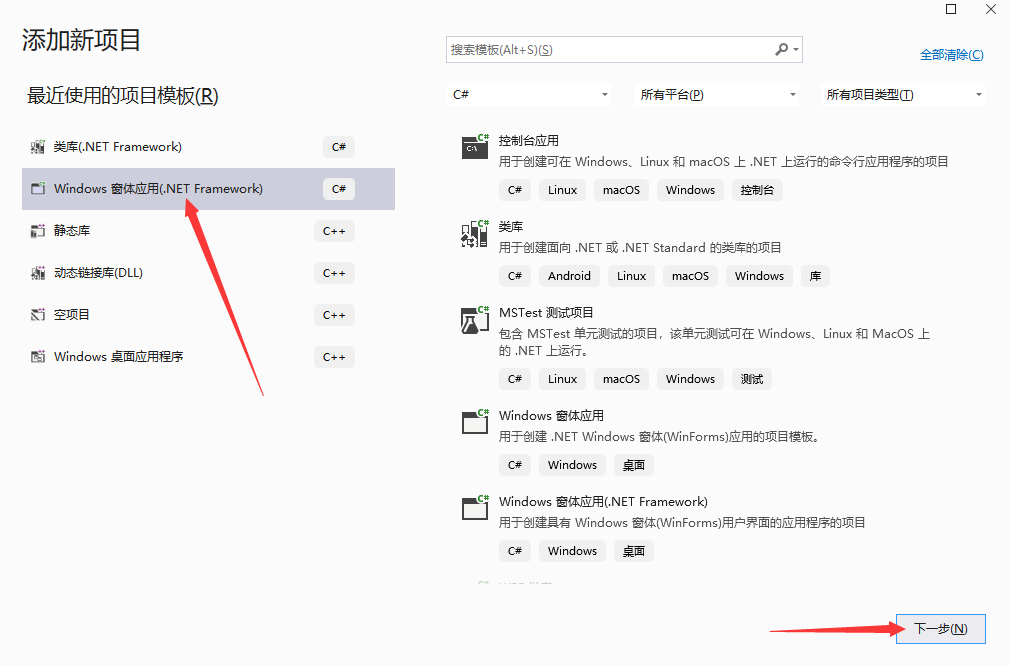 添加新项目
最近使用的项目模板(R)
类库(.NET Framework) C#
Windows 窗体应用(.NET Framework) C#
静态库 C++
动态链接库(DLL) C++
空项目 C++
Windows 桌面应用程序 C++
搜索模板(Alt+S)(S)
全部清除(C)
C# 所有平台(P) 所有项目类型(T)
控制台应用
用于创建可在 Windows、Linux 和 macOS 上 .NET 上运行的命令行应用程序的项目
C# Linux macOS Windows 控制台
类库
用于创建面向 .NET 或 .NET Standard 的类库的项目
C# Android Linux macOS Windows 库
MSTest 测试项目
包含 MSTest 单元测试的项目，该单元测试可在 Windows、Linux 和 MacOS 上
的 .NET 上运行。
C# Linux macOS Windows 测试
Windows 窗体应用
用于创建 .NET Windows 窗体(WinForms)应用的项目模板。
C# Windows 桌面
Windows 窗体应用(.NET Framework)
用于创建具有 Windows 窗体(WinForms)用户界面的应用程序的项目
C# Windows 桌面
下一步(N)